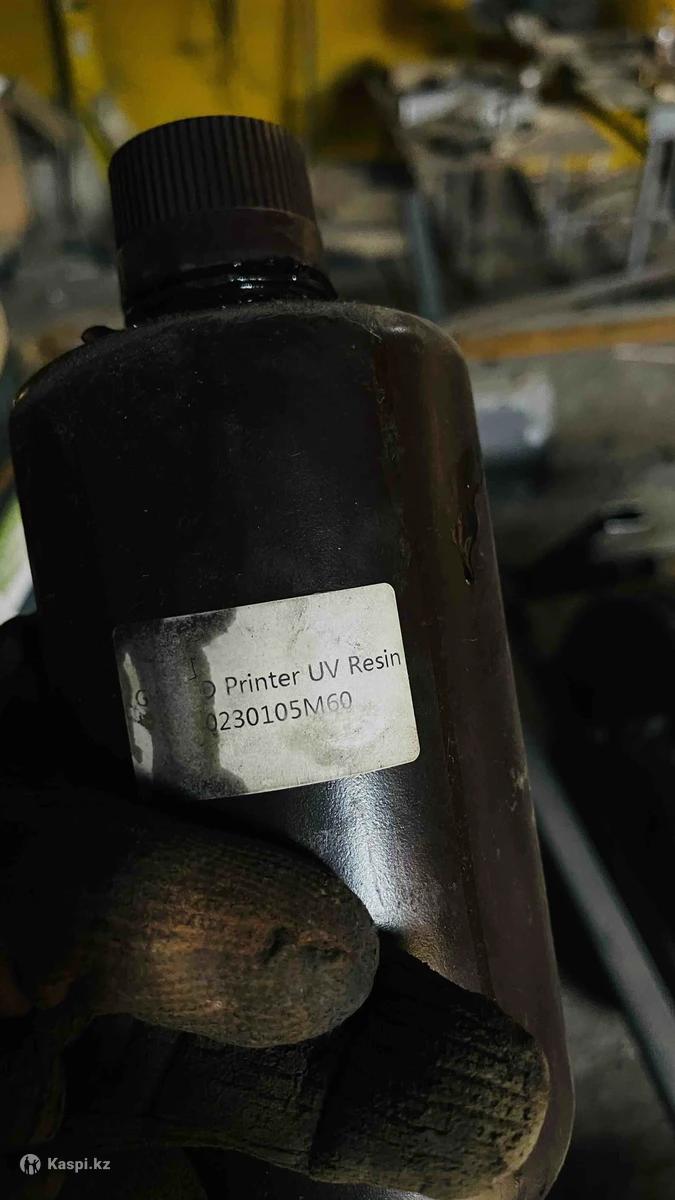 Printer UV Resin
0230105M60
Kaspi.kz